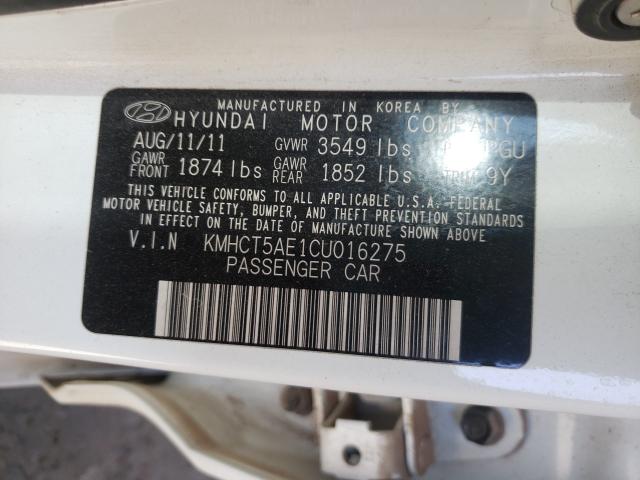 MANUFACTURED IN KOREA BY
HYUNDAI MOTOR COMPANY
AUG/11/11 GVWR 3549 lbs
GAWR FRONT 1874 lbs GAWR REAR 1852 lbs 9Y
THIS VEHICLE CONFORMS TO ALL APPLICABLE U.S.A. FEDERAL
MOTOR VEHICLE SAFETY, BUMPER, AND THEFT PREVENTION STANDARDS
IN EFFECT ON THE DATE OF MANUFACTURE SHOWN ABOVE.
V.I.N KMHCT5AE1CU016275
PASSENGER CAR